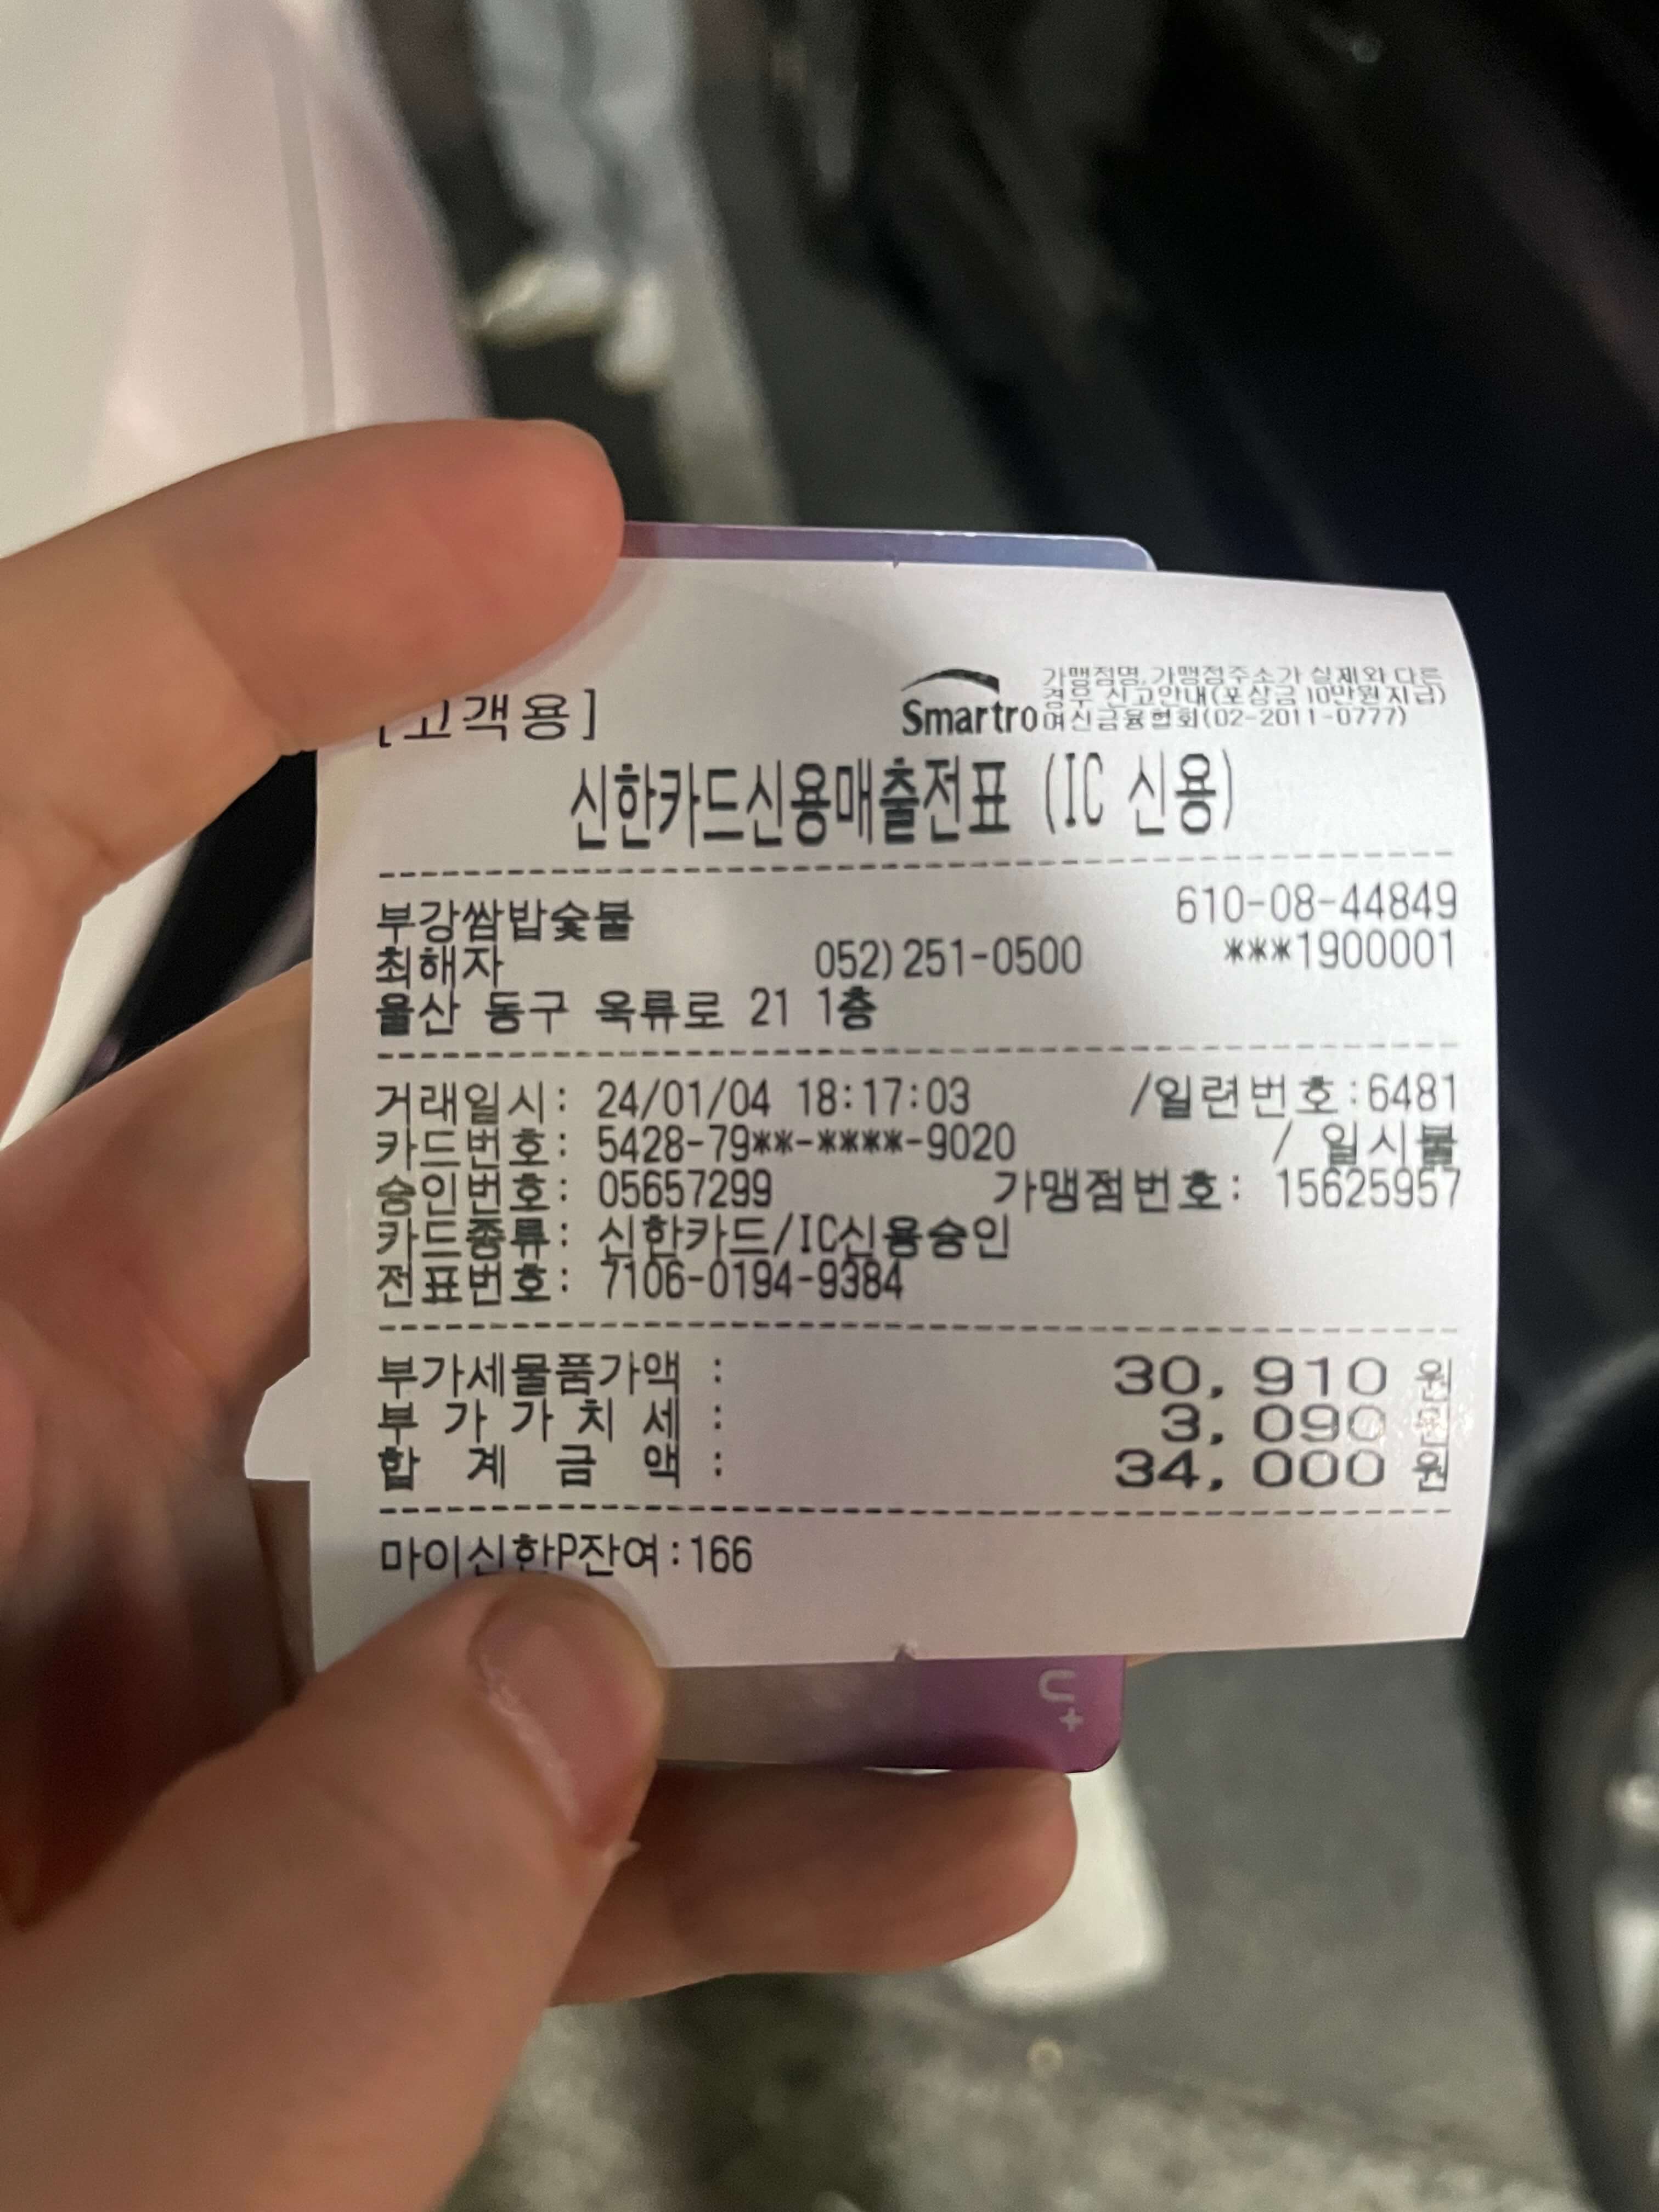 [고객용]
Smartro
가맹점명,가맹점주소가 실제와 다른
경우 신고안내(포상금 10만원지급)
여신금융협회(02-2011-0777)
신한카드신용매출전표 (IC 신용)
부강쌈밥숯불 610-08-44849
최해자 052)251-0500 ***1900001
울산 동구 옥류로 21 1층
거래일시: 24/01/04 18:17:03 /일련번호:6481
카드번호: 5428-79**-****-9020 / 일시불
승인번호: 05657299 가맹점번호: 15625957
카드종류: 신한카드/IC신용승인
전표번호: 7106-0194-9384
부가세물품가액 : 30,910 원
부 가 가 치 세 : 3,090 원
합 계 금 액 : 34,000 원
마이신한P잔여:166
U+